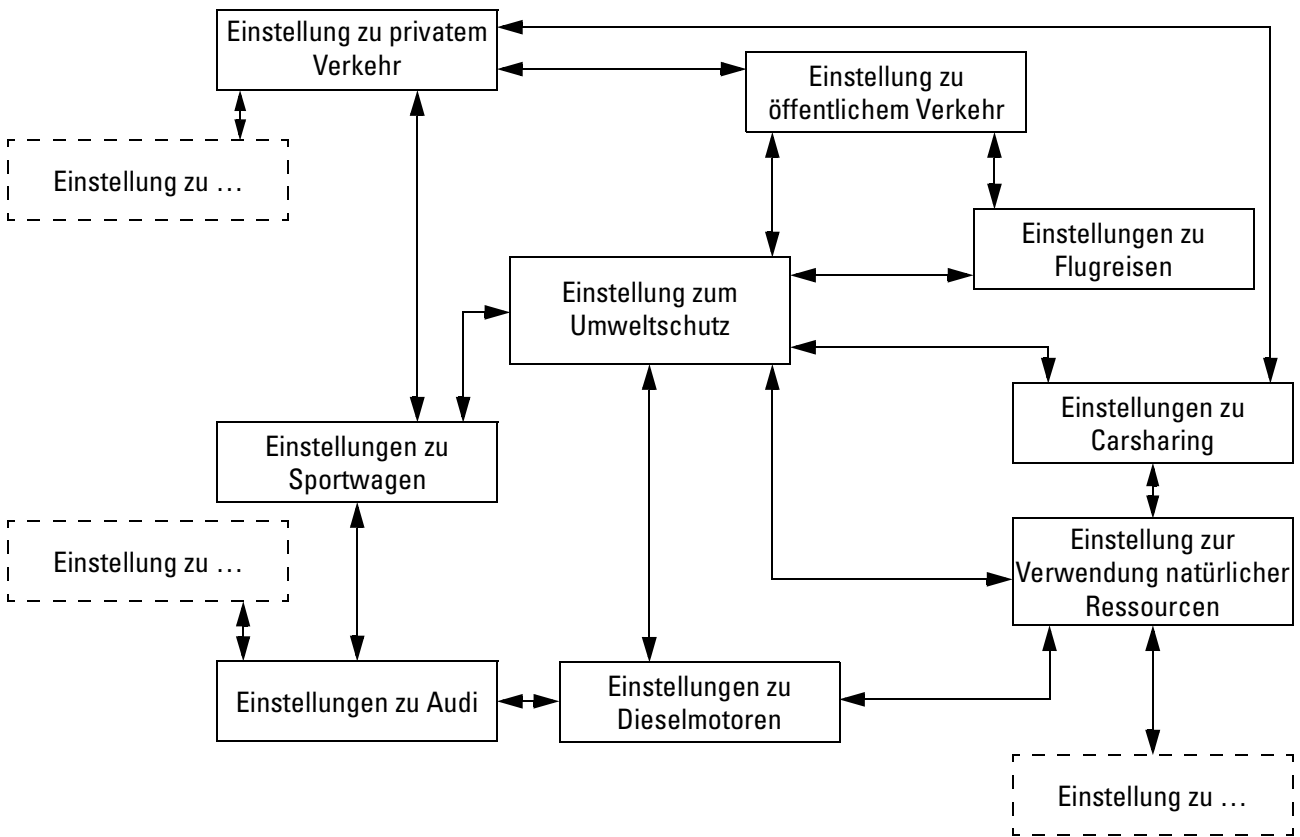 Einstellung zu privatem
Verkehr
Einstellung zu
öffentlichem Verkehr
Einstellung zu …
Einstellungen zu
Flugreisen
Einstellung zum
Umweltschutz
Einstellungen zu
Carsharing
Einstellungen zu
Sportwagen
Einstellung zu …
Einstellung zur
Verwendung natürlicher
Ressourcen
Einstellungen zu Audi
Einstellungen zu
Dieselmotoren
Einstellung zu …